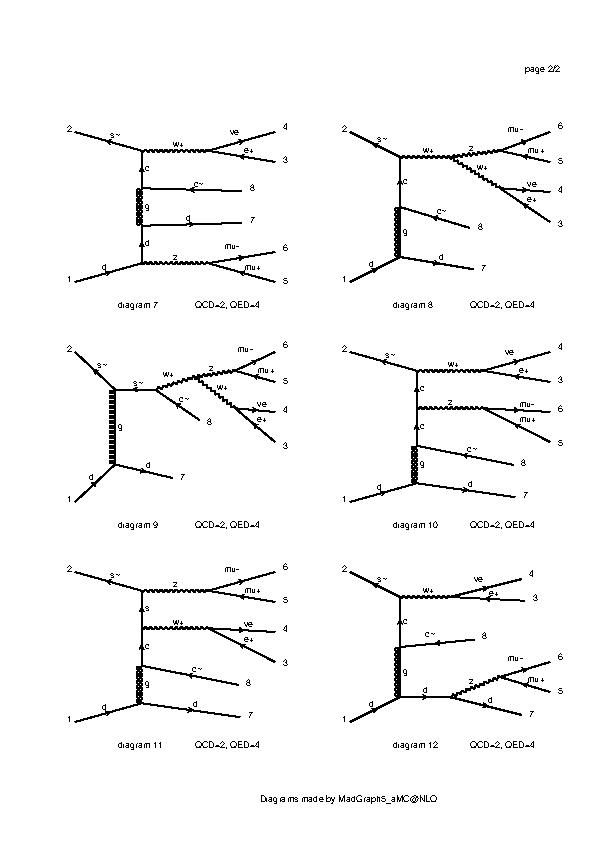 page 2/2
2 s~ w+ ve 4
e+ 3
c
c~ 8
g
d 7
d
mu- 6
1 d z mu+ 5
diagram 7 QCD=2, QED=4
2 s~ w+ z mu- 6
mu+ 5
w+ ve 4
e+ 3
c
c~ 8
g
1 d d 7
diagram 8 QCD=2, QED=4
2 s~ s~ w+ z mu- 6
mu+ 5
w+ ve 4
e+ 3
c~ 8
g
1 d d 7
diagram 9 QCD=2, QED=4
2 s~ w+ ve 4
e+ 3
c
z mu- 6
mu+ 5
c
c~ 8
g
1 d d 7
diagram 10 QCD=2, QED=4
2 s~ z mu- 6
mu+ 5
s
w+ ve 4
e+ 3
c
c~ 8
g
1 d d 7
diagram 11 QCD=2, QED=4
2 s~ w+ ve 4
e+ 3
c
c~ 8
g
mu- 6
z mu+ 5
1 d d d 7
diagram 12 QCD=2, QED=4
Diagrams made by MadGraph5_aMC@NLO